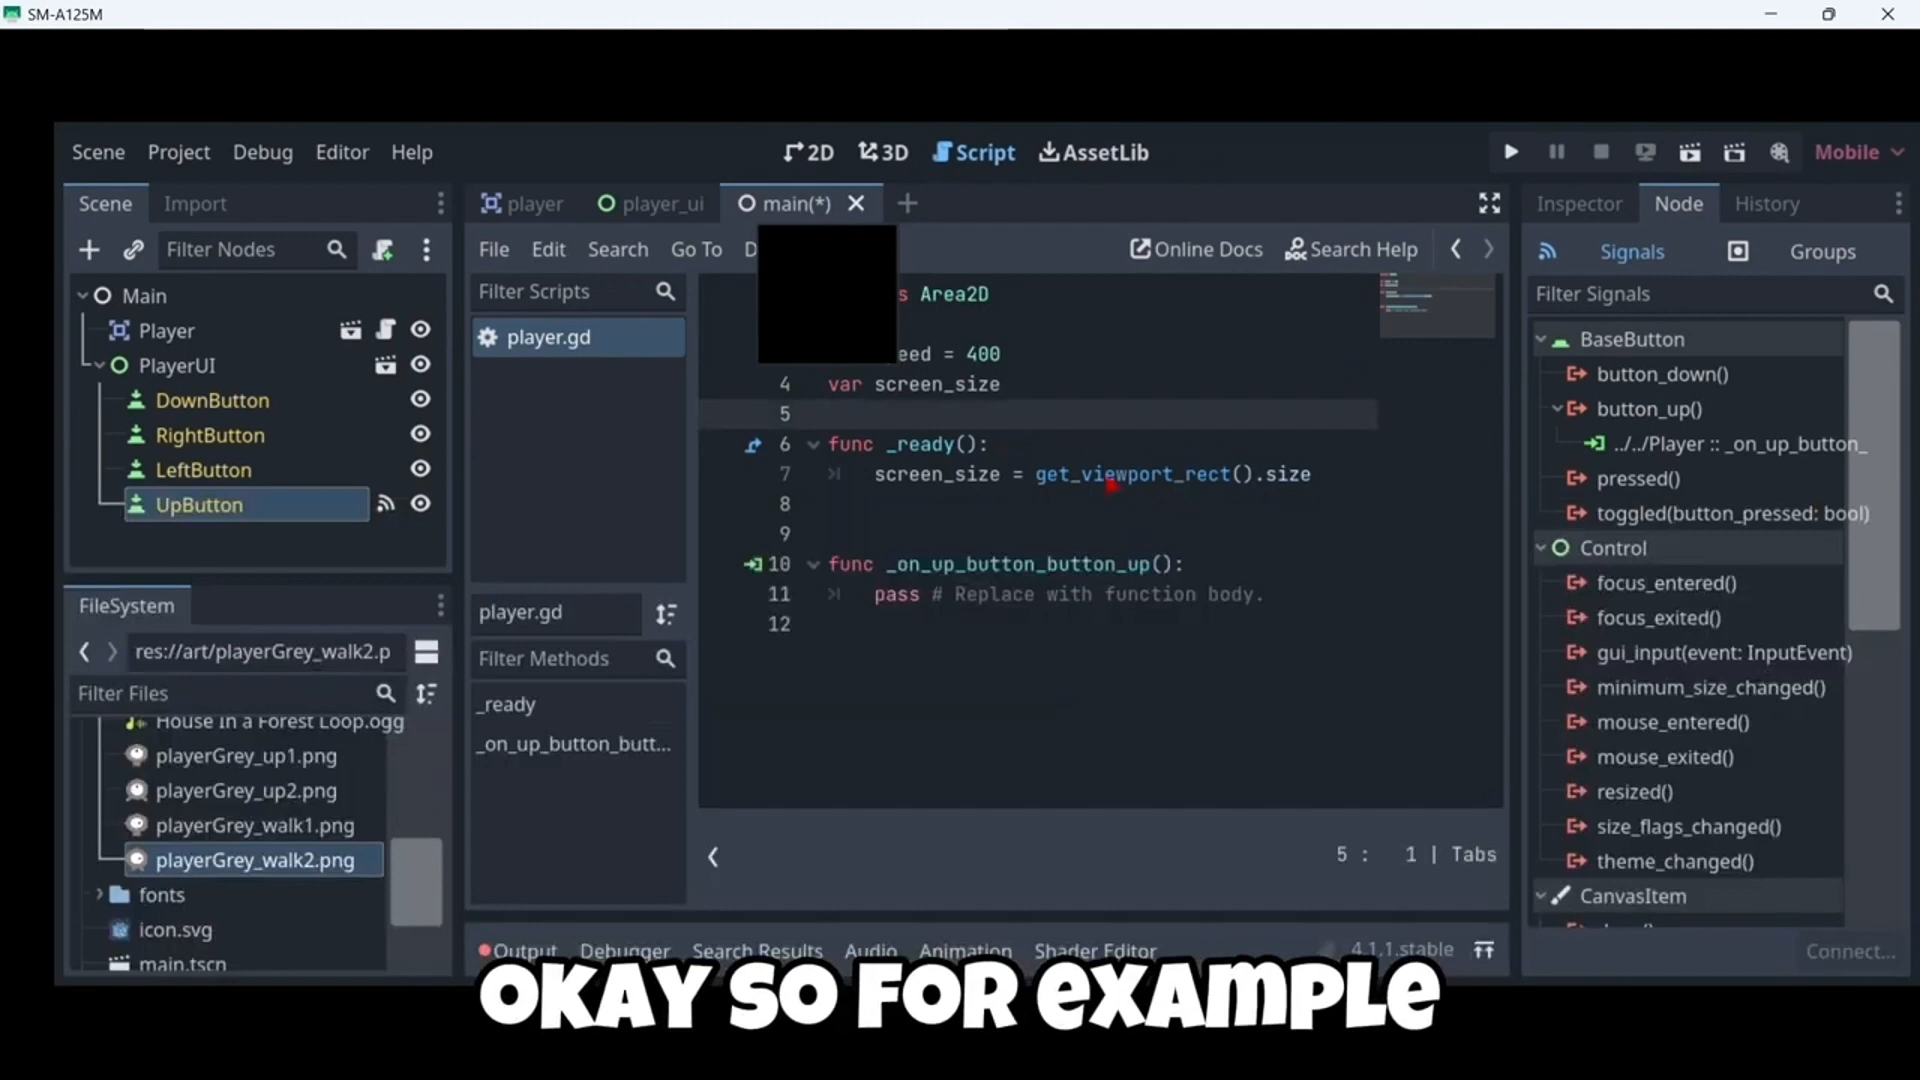 SM-A125M
Scene Project Debug Editor Help
2D 3D Script AssetLib
Mobile
Scene Import
Filter Nodes
Main
Player
PlayerUI
DownButton
RightButton
LeftButton
UpButton
FileSystem
res://art/playerGrey_walk2.p
Filter Files
House In a Forest Loop.ogg
playerGrey_up1.png
playerGrey_up2.png
playerGrey_walk1.png
playerGrey_walk2.png
fonts
icon.svg
main.tscn
player player_ui main(*)
File Edit Search Go To D
Online Docs Search Help
Filter Scripts
player.gd
player.gd
Filter Methods
_ready
_on_up_button_butt...
s Area2D
eed = 400
4 var screen_size
5
6 func _ready():
7 screen_size = get_viewport_rect().size
8
9
10 func _on_up_button_button_up():
11 pass # Replace with function body.
12
5 : 1 | Tabs
Output Debugger Search Results Audio Animation Shader Editor 4.1.1.stable
Inspector Node History
Signals Groups
Filter Signals
BaseButton
button_down()
button_up()
../../Player :: _on_up_button_
pressed()
toggled(button_pressed: bool)
Control
focus_entered()
focus_exited()
gui_input(event: InputEvent)
minimum_size_changed()
mouse_entered()
mouse_exited()
resized()
size_flags_changed()
theme_changed()
CanvasItem
Connect...
OKAY SO FOR EXAMPLE